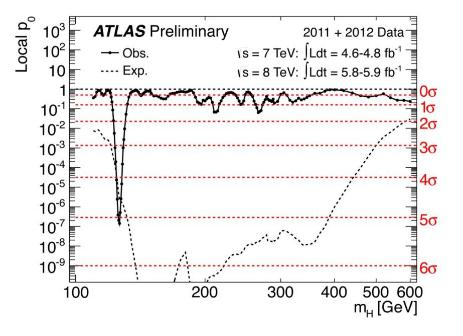 ATLAS Preliminary
2011 + 2012 Data
Obs.
√s = 7 TeV: ∫Ldt = 4.6-4.8 fb⁻¹
Exp.
√s = 8 TeV: ∫Ldt = 5.8-5.9 fb⁻¹
Local p₀
10³
10²
10
1
10⁻¹
10⁻²
10⁻³
10⁻⁴
10⁻⁵
10⁻⁶
10⁻⁷
10⁻⁸
10⁻⁹
0σ
1σ
2σ
3σ
4σ
5σ
6σ
100 200 300 400 500 600
m_H [GeV]